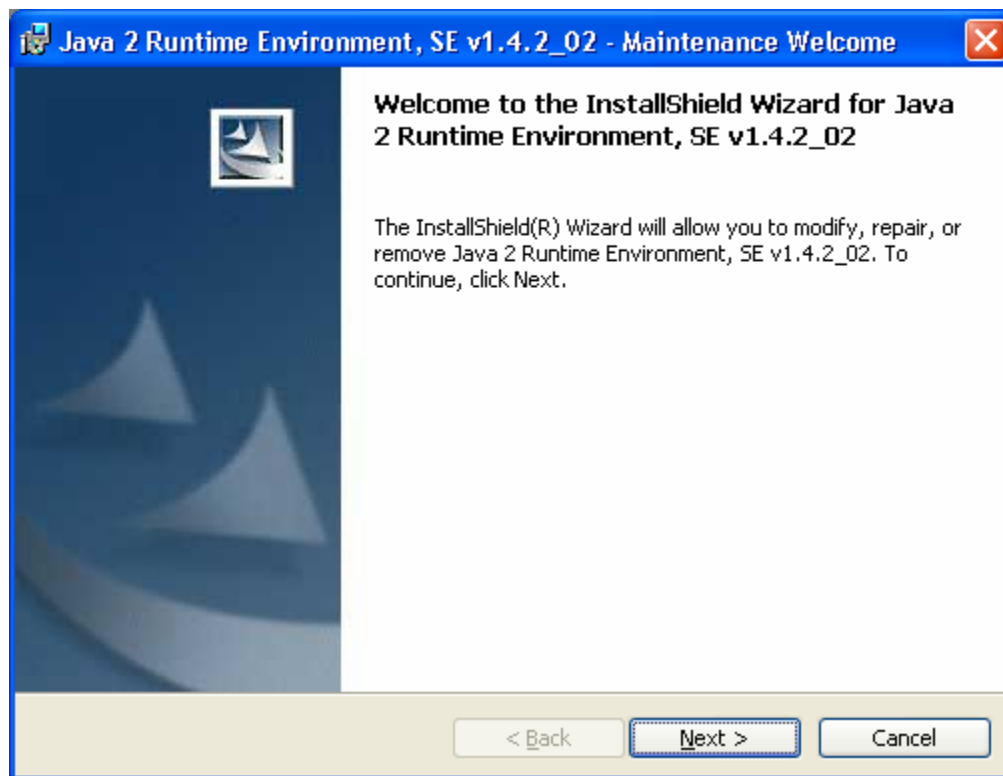 Java 2 Runtime Environment, SE v1.4.2_02 - Maintenance Welcome
Welcome to the InstallShield Wizard for Java
2 Runtime Environment, SE v1.4.2_02
The InstallShield(R) Wizard will allow you to modify, repair, or
remove Java 2 Runtime Environment, SE v1.4.2_02. To
continue, click Next.
< Back
Next >
Cancel